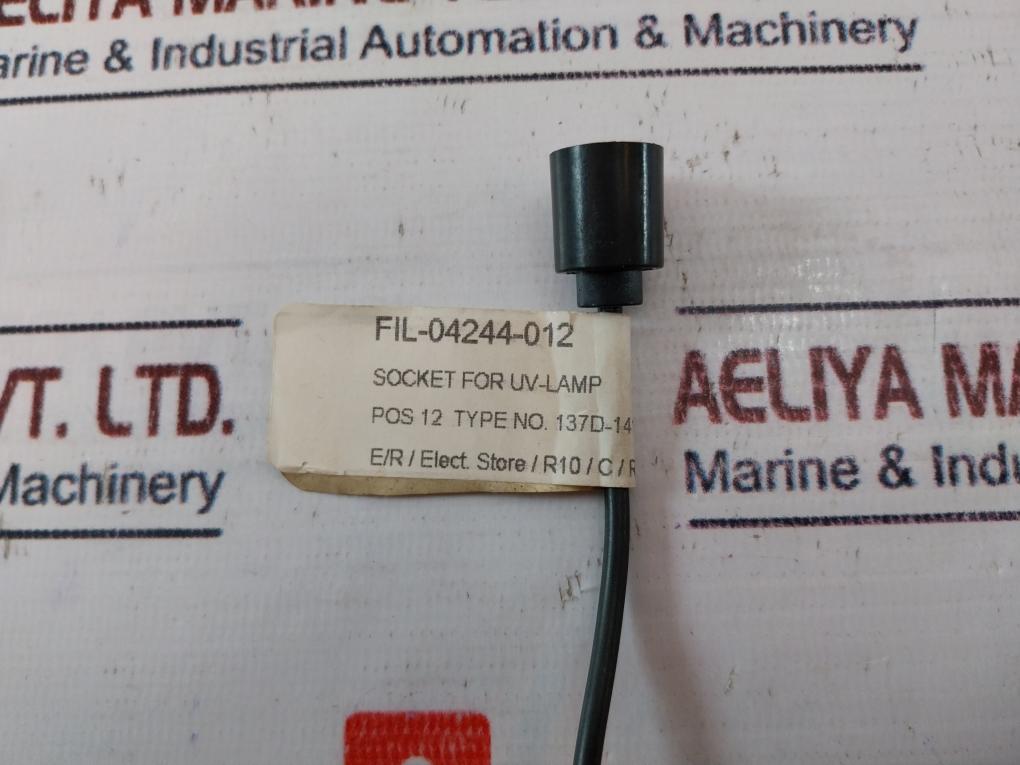 Marine & Industrial Automation & Machinery
FIL-04244-012
SOCKET FOR UV-LAMP
POS 12 TYPE NO. 137D-14
E/R / Elect. Store / R10 / C / R
VT. LTD.
Machinery
AELIYA MA
Marine & Indu